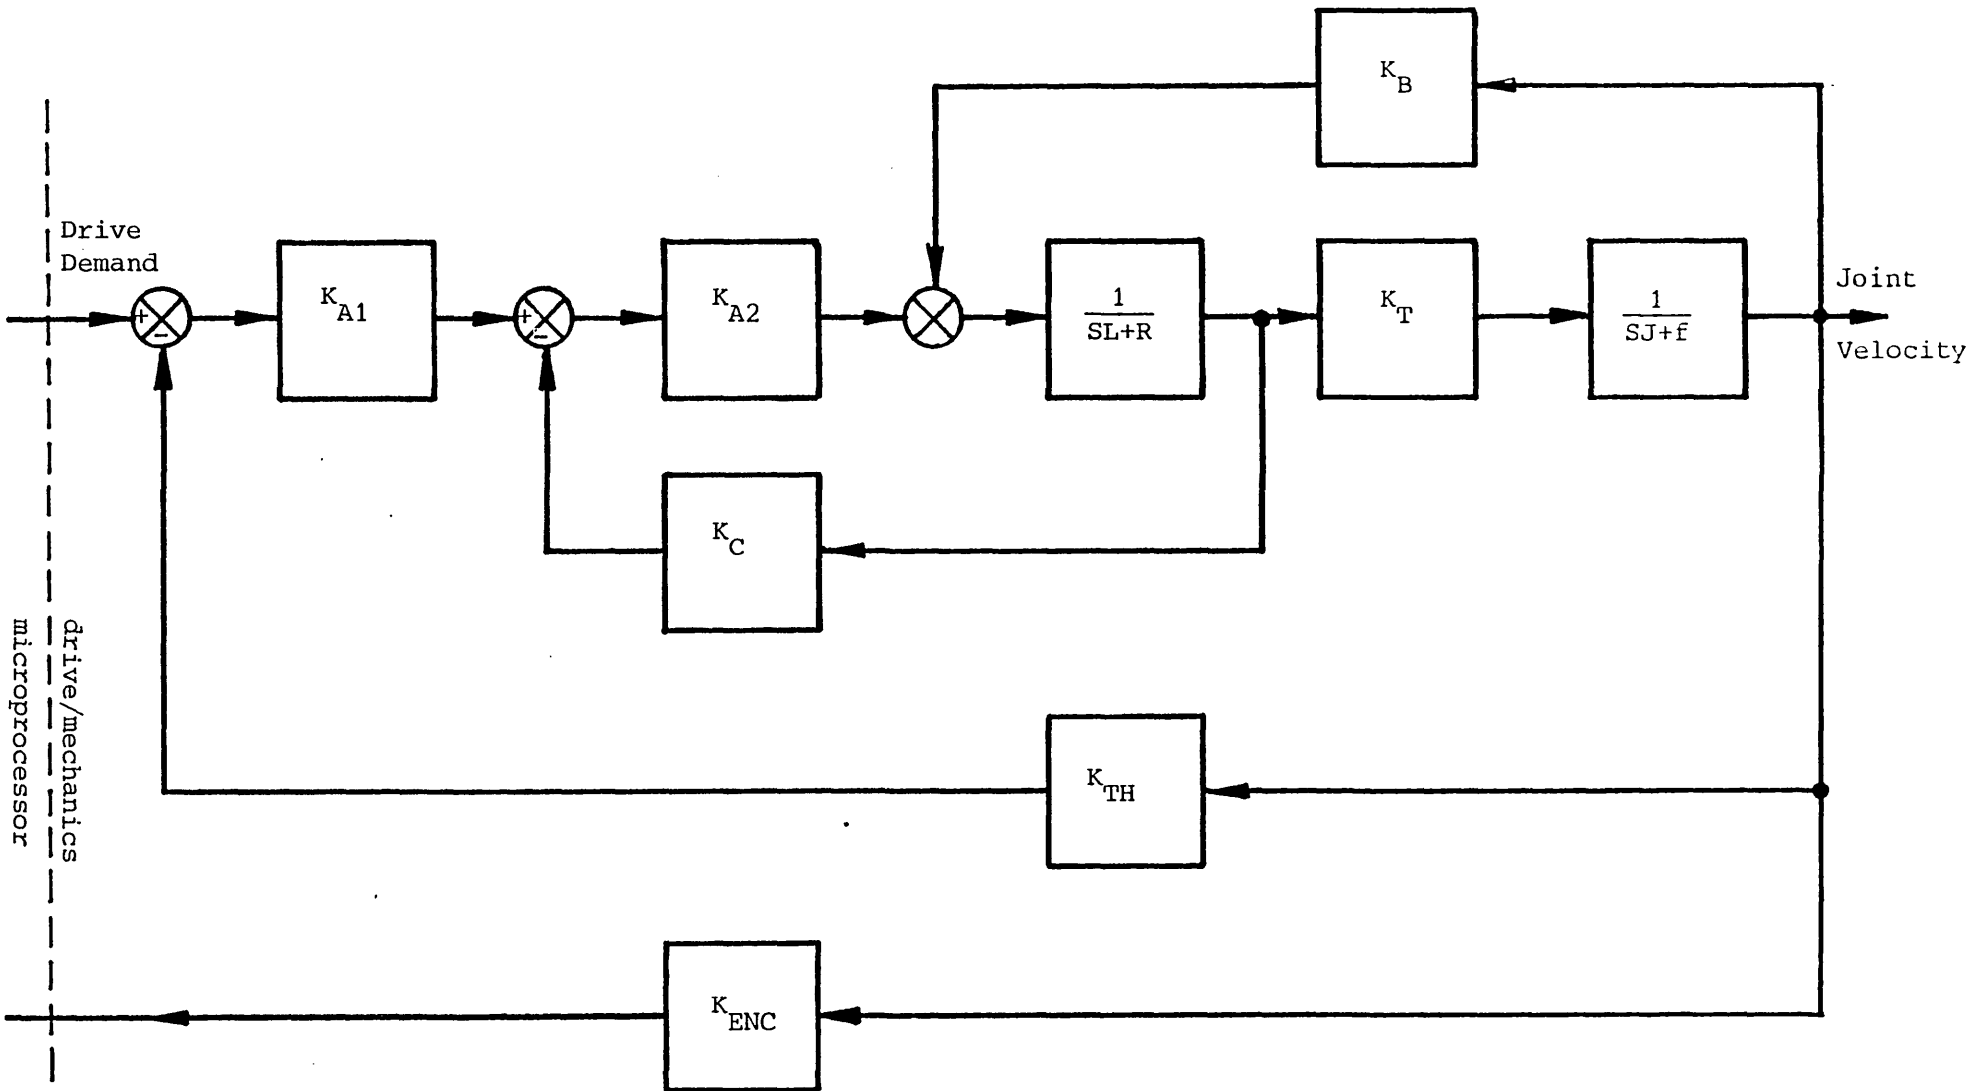 K_B
Drive
Demand
+
-
K_A1
+
-
K_A2
1
SL+R
K_T
1
SJ+f
Joint
Velocity
K_C
drive/mechanics
microprocessor
K_TH
K_ENC